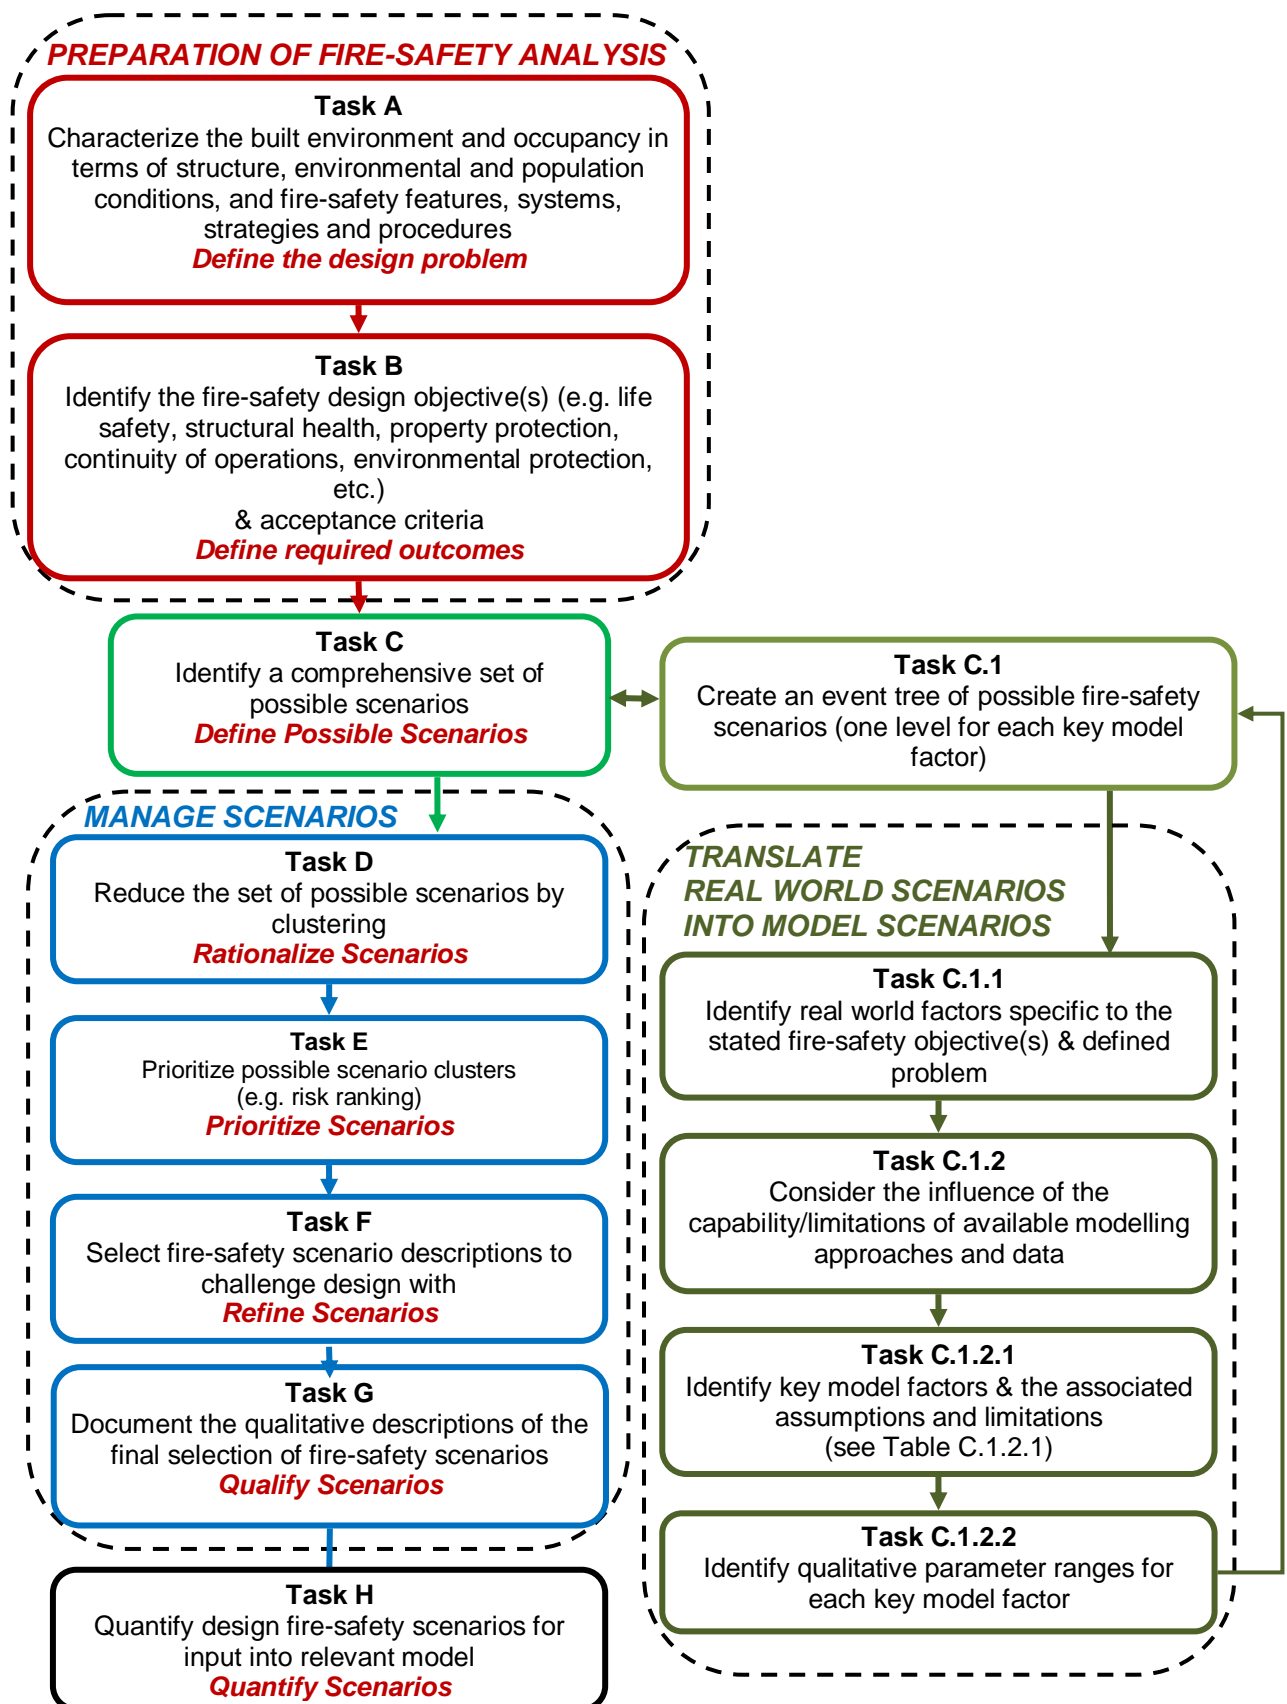 PREPARATION OF FIRE-SAFETY ANALYSIS
Task A
Characterize the built environment and occupancy in
terms of structure, environmental and population
conditions, and fire-safety features, systems,
strategies and procedures
Define the design problem
Task B
Identify the fire-safety design objective(s) (e.g. life
safety, structural health, property protection,
continuity of operations, environmental protection,
etc.)
& acceptance criteria
Define required outcomes
Task C
Identify a comprehensive set of
possible scenarios
Define Possible Scenarios
Task C.1
Create an event tree of possible fire-safety
scenarios (one level for each key model
factor)
MANAGE SCENARIOS
Task D
Reduce the set of possible scenarios by
clustering
Rationalize Scenarios
Task E
Prioritize possible scenario clusters
(e.g. risk ranking)
Prioritize Scenarios
Task F
Select fire-safety scenario descriptions to
challenge design with
Refine Scenarios
Task G
Document the qualitative descriptions of the
final selection of fire-safety scenarios
Qualify Scenarios
Task H
Quantify design fire-safety scenarios for
input into relevant model
Quantify Scenarios
TRANSLATE
REAL WORLD SCENARIOS
INTO MODEL SCENARIOS
Task C.1.1
Identify real world factors specific to the
stated fire-safety objective(s) & defined
problem
Task C.1.2
Consider the influence of the
capability/limitations of available modelling
approaches and data
Task C.1.2.1
Identify key model factors & the associated
assumptions and limitations
(see Table C.1.2.1)
Task C.1.2.2
Identify qualitative parameter ranges for
each key model factor